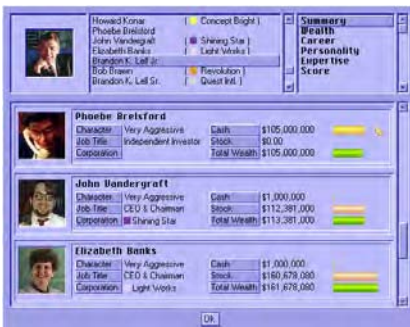 Howard Konar ( Concept Bright )
Phoebe Brelsford
John Vandergraft ( Shining Star )
Elizabeth Banks ( Light Works )
Brandon K. Leif Jr.
Bob Brawn ( Revolution )
Brandon K. Leif Sr. ( Quest Intl. )
Summary
Wealth
Career
Personality
Expertise
Score
Phoebe Brelsford
Character Very Aggressive Cash $105,000,000
Job Title Independent Investor Stock $0.00
Corporation Total Wealth $105,000,000
John Vandergraft
Character Very Aggressive Cash $1,000,000
Job Title CEO & Chairman Stock $112,381,000
Corporation Shining Star Total Wealth $113,381,000
Elizabeth Banks
Character Very Aggressive Cash $1,000,000
Job Title CEO & Chairman Stock $160,678,080
Corporation Light Works Total Wealth $161,678,080
Ok